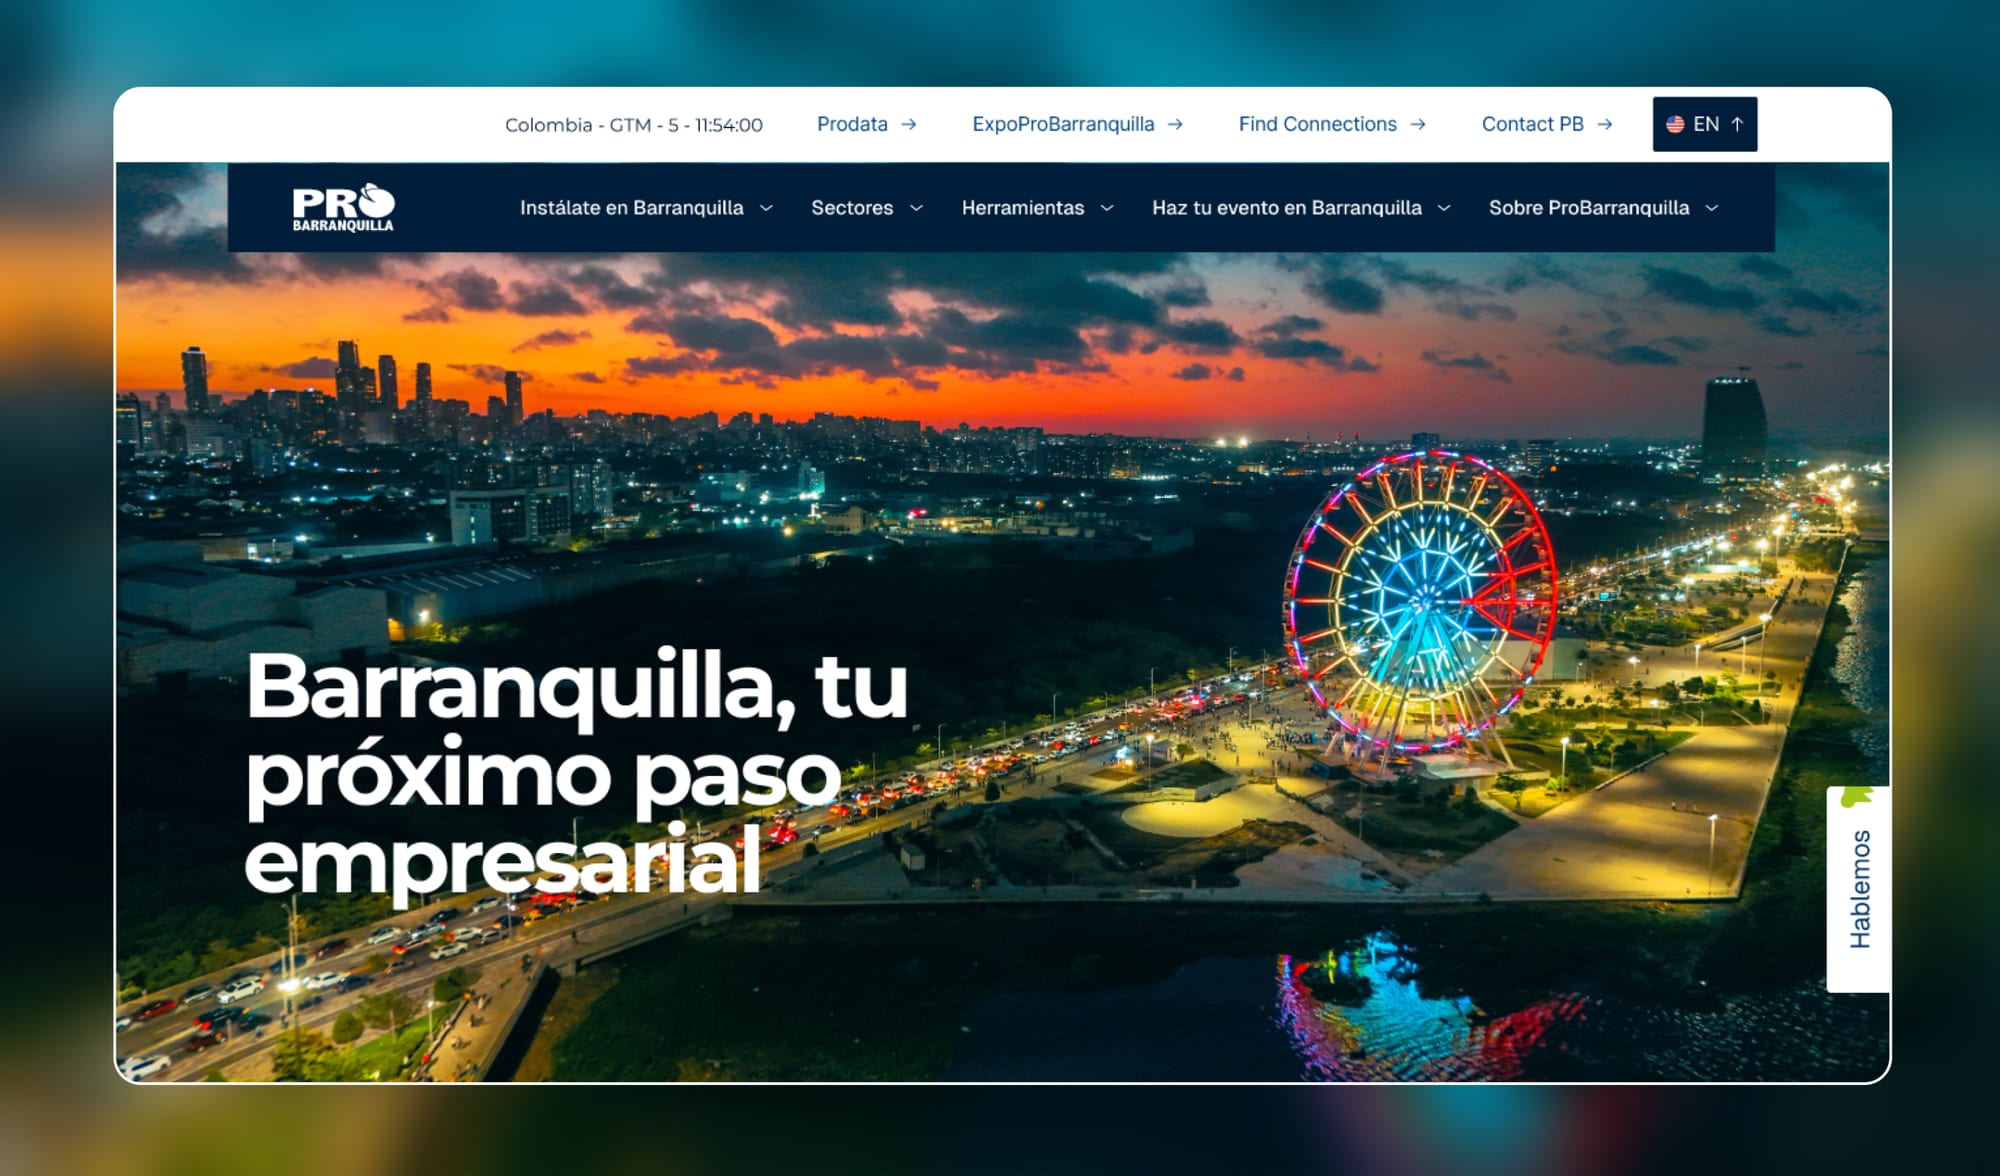 Colombia - GTM - 5 - 11:54:00 Prodata → ExpoProBarranquilla → Find Connections → Contact PB → EN ↑
PRO
BARRANQUILLA
Instálate en Barranquilla Sectores Herramientas Haz tu evento en Barranquilla Sobre ProBarranquilla
Barranquilla, tu
próximo paso
empresarial
Hablemos